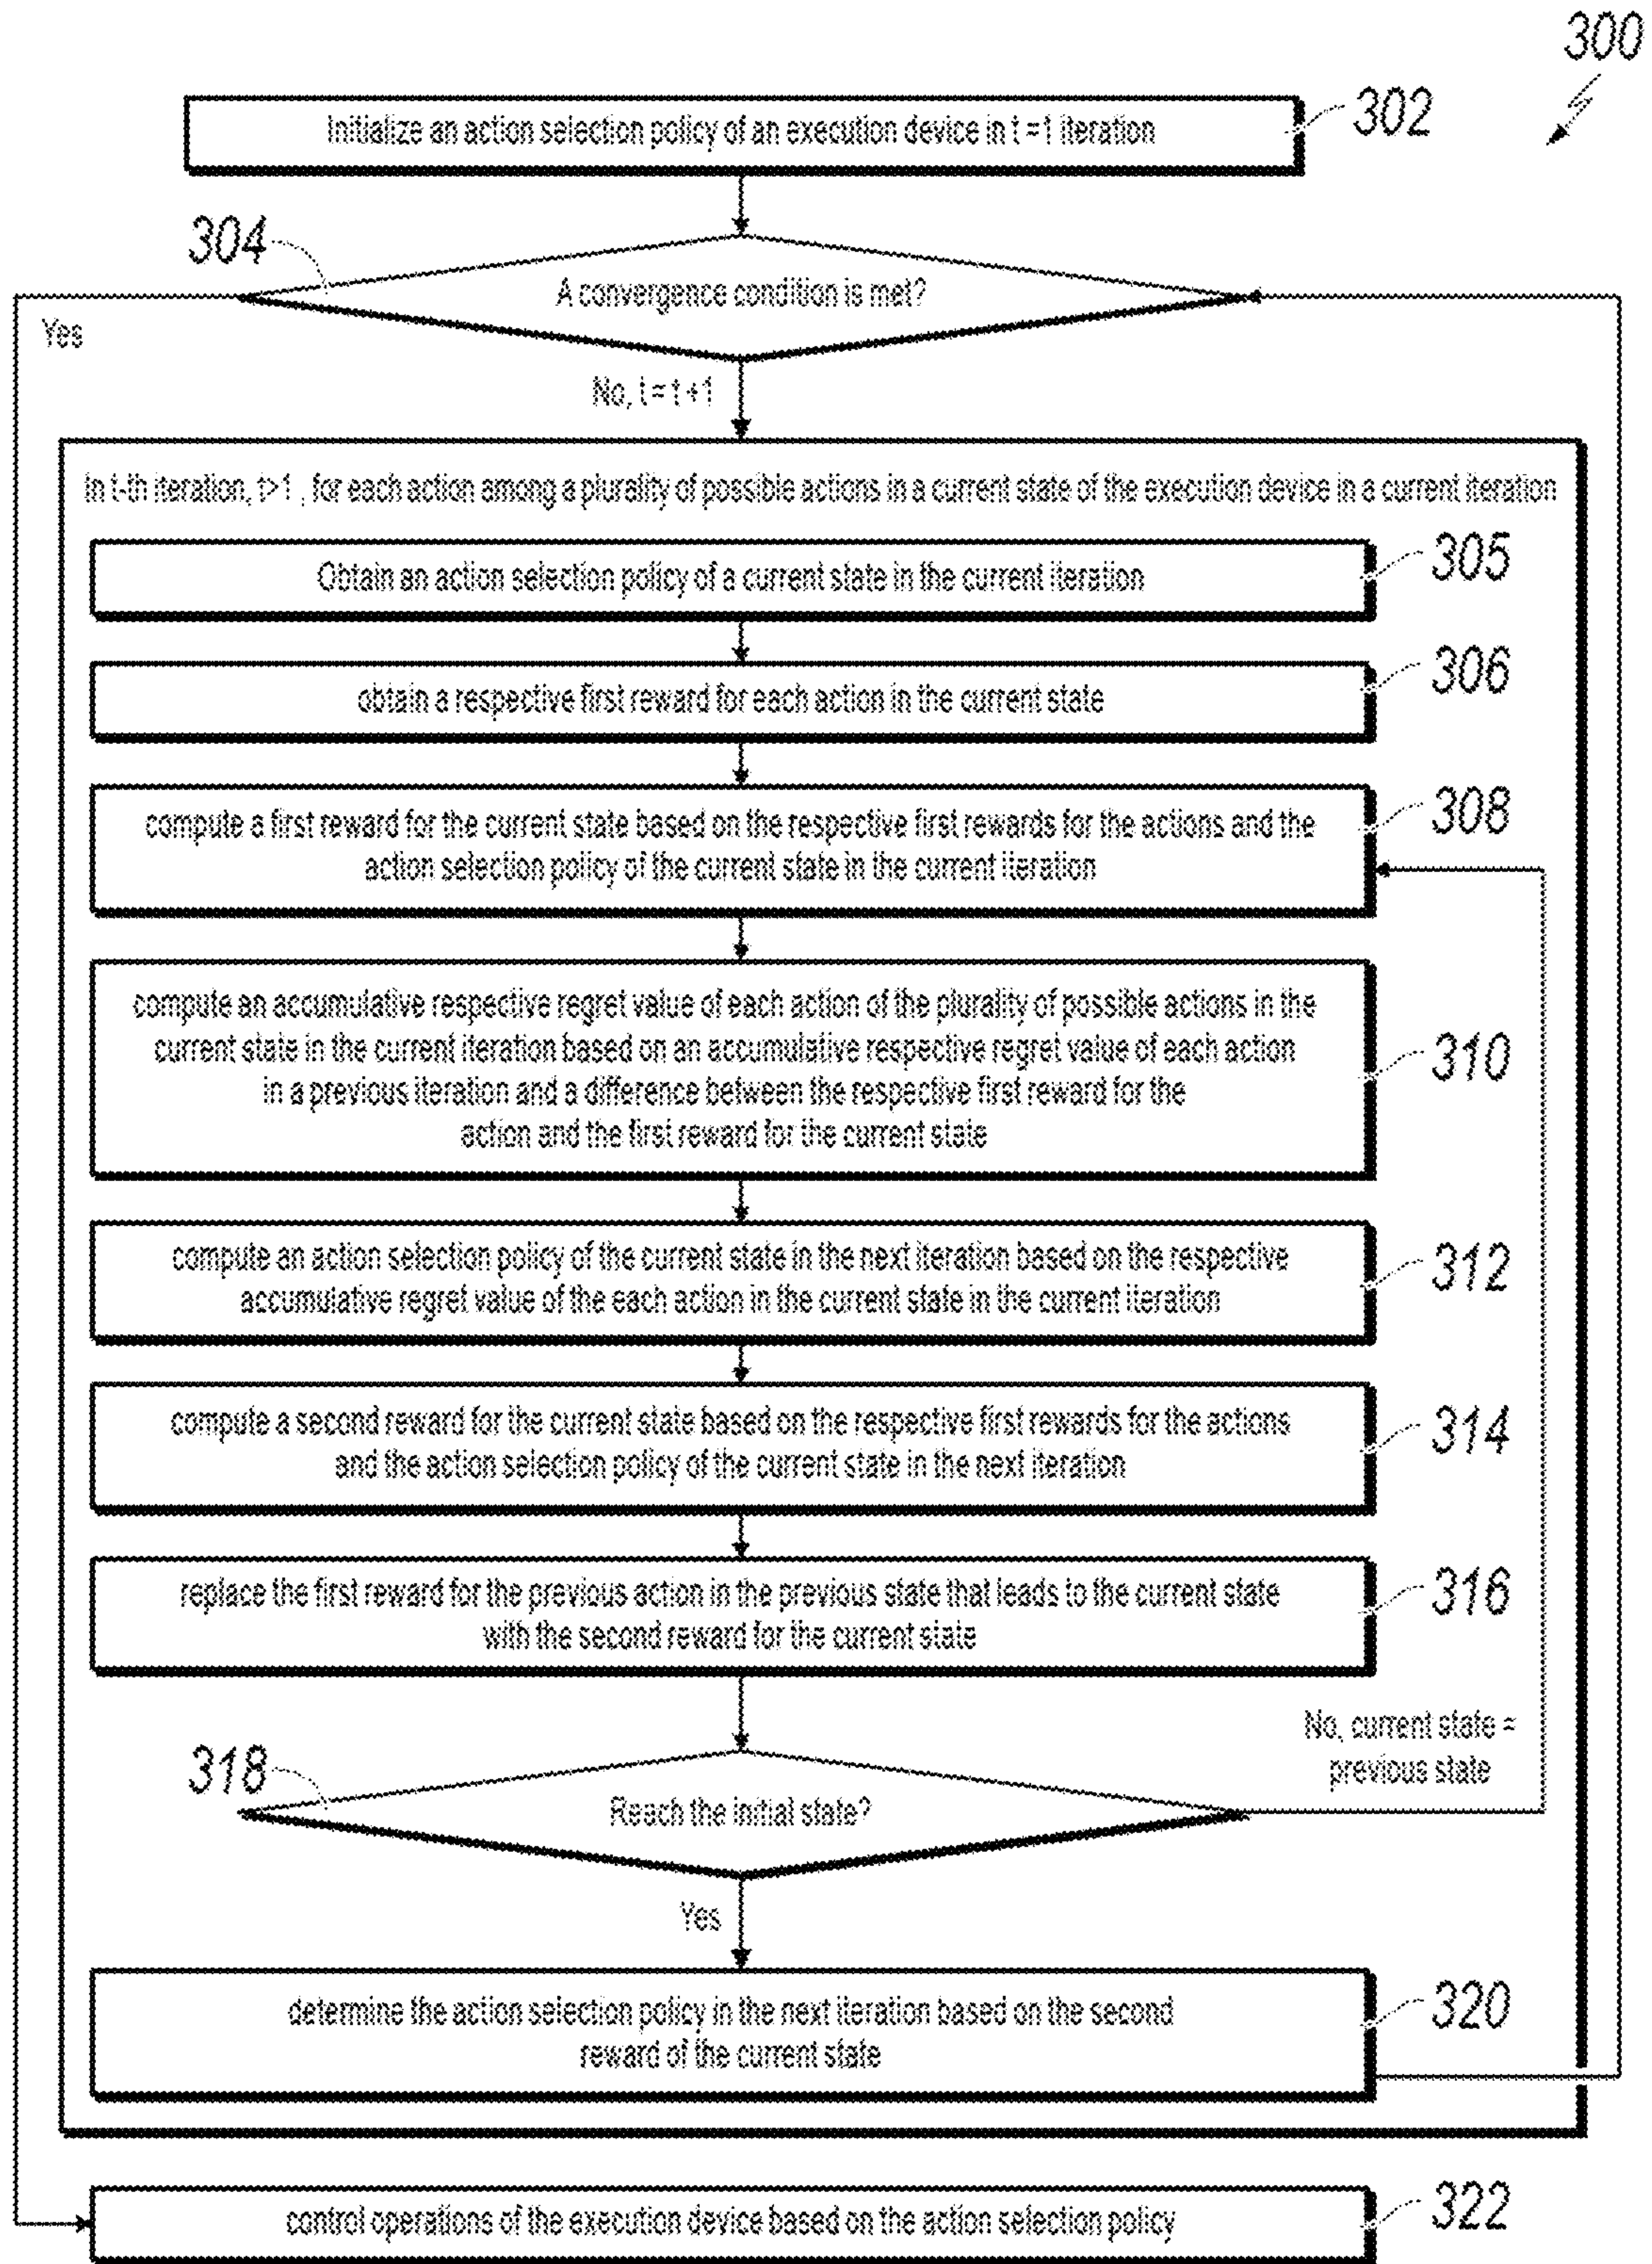 300
Initialize an action selection policy of an execution device in t =1 iteration
302
304
A convergence condition is met?
Yes
No, t = t +1
In t-th iteration, t>1 , for each action among a plurality of possible actions in a current state of the execution device in a current iteration
Obtain an action selection policy of a current state in the current iteration
305
obtain a respective first reward for each action in the current state
306
compute a first reward for the current state based on the respective first rewards for the actions and the
action selection policy of the current state in the current iteration
308
compute an accumulative respective regret value of each action of the plurality of possible actions in the
current state in the current iteration based on an accumulative respective regret value of each action
in a previous iteration and a difference between the respective first reward for the
action and the first reward for the current state
310
compute an action selection policy of the current state in the next iteration based on the respective
accumulative regret value of the each action in the current state in the current iteration
312
compute a second reward for the current state based on the respective first rewards for the actions
and the action selection policy of the current state in the next iteration
314
replace the first reward for the previous action in the previous state that leads to the current state
with the second reward for the current state
316
No, current state =
previous state
318
Reach the initial state?
Yes
determine the action selection policy in the next iteration based on the second
reward of the current state
320
control operations of the execution device based on the action selection policy
322